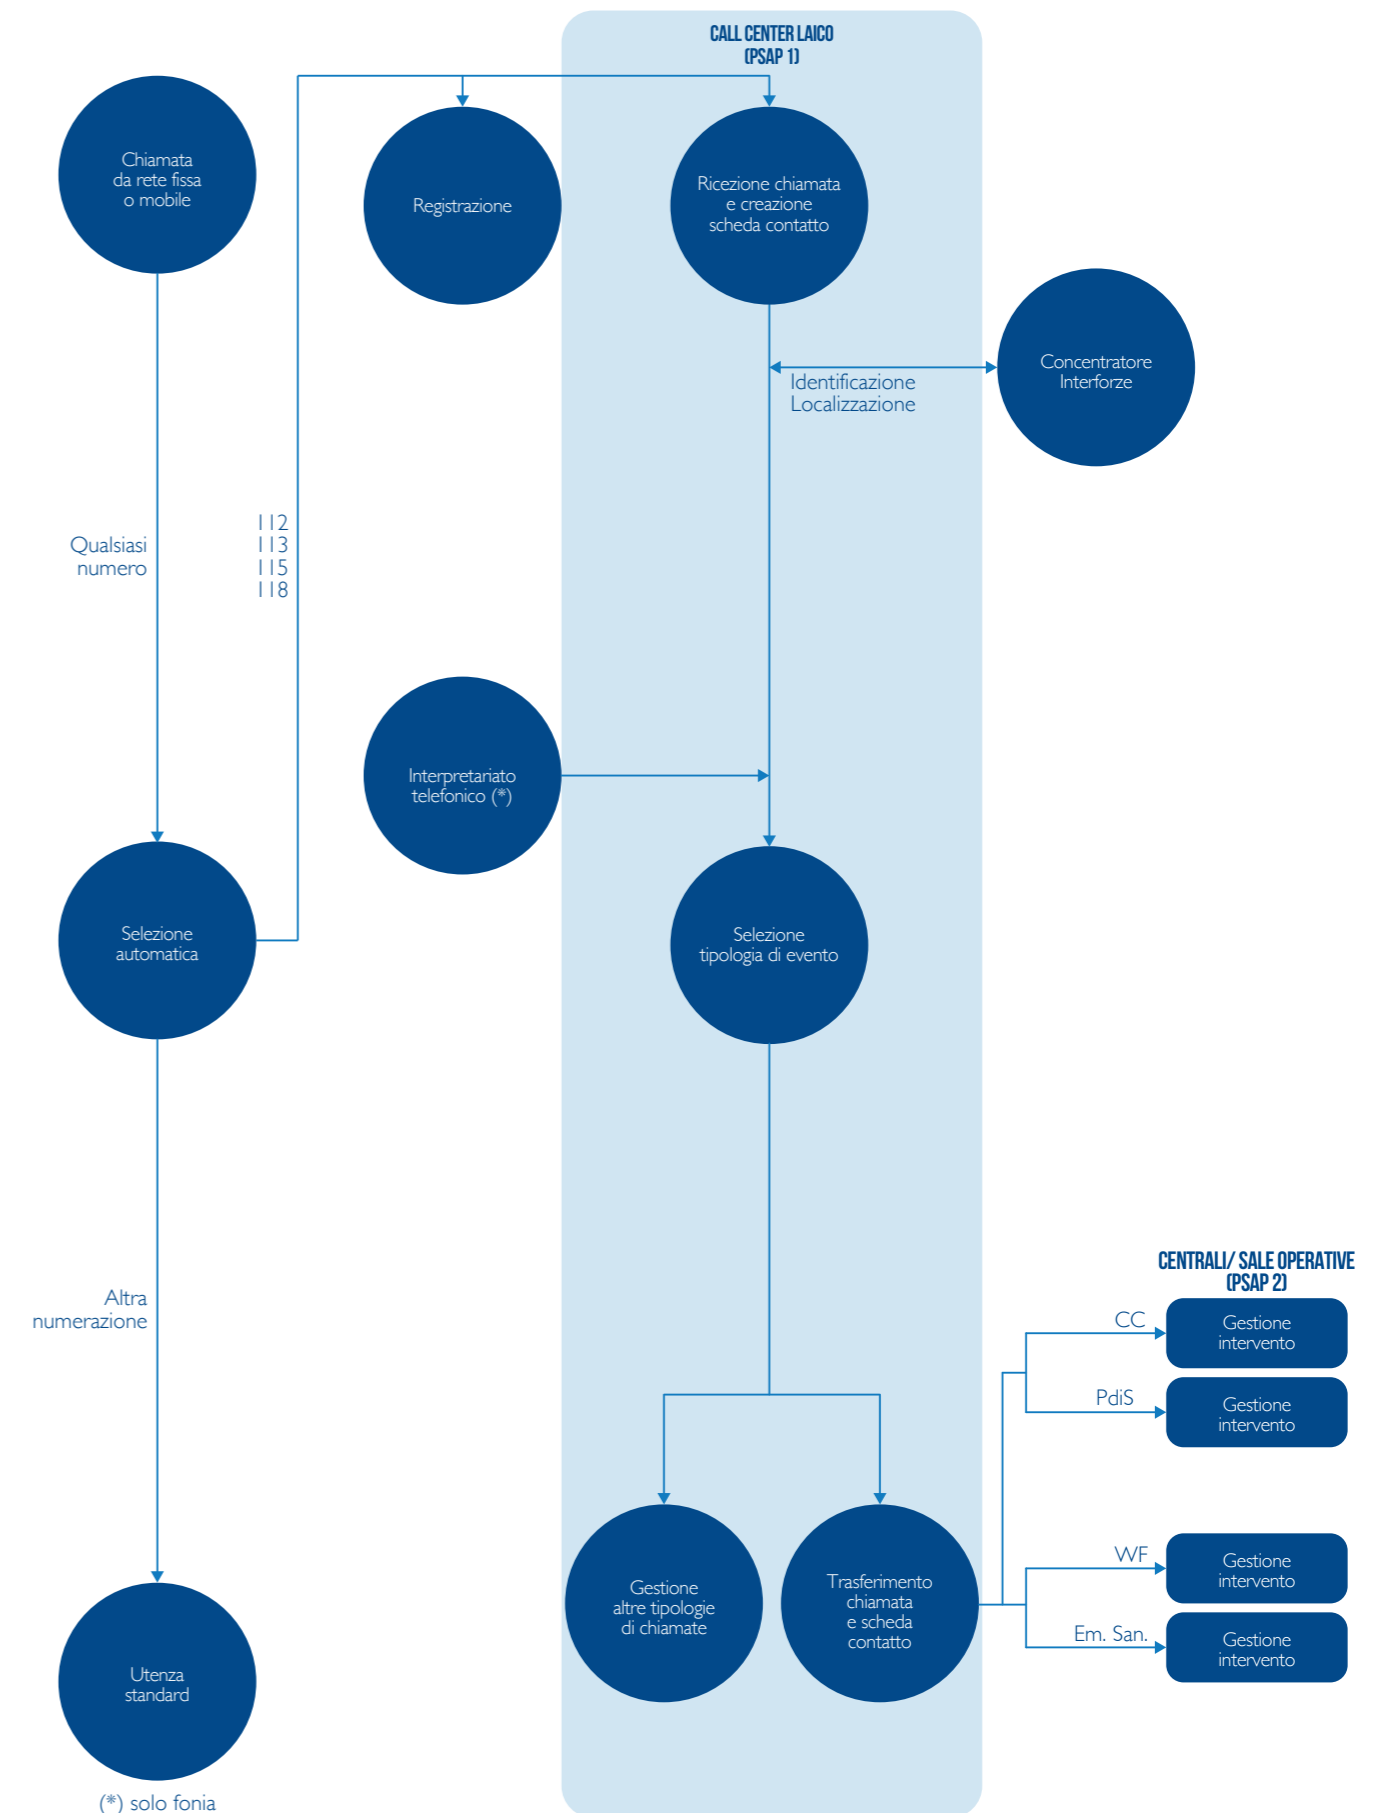 CALL CENTER LAICO
(PSAP 1)
Chiamata
da rete fissa
o mobile
Registrazione
Ricezione chiamata
e creazione
scheda contatto
Concentratore
Interforze
Identificazione
Localizzazione
Qualsiasi
numero
112
113
115
118
Interpretariato
telefonico (*)
Selezione
automatica
Selezione
tipologia di evento
Altra
numerazione
CENTRALI/ SALE OPERATIVE
(PSAP 2)
CC
Gestione
intervento
PdiS
Gestione
intervento
VVF
Gestione
intervento
Em. San.
Gestione
intervento
Gestione
altre tipologie
di chiamate
Trasferimento
chiamata
e scheda
contatto
Utenza
standard
(*) solo fonia